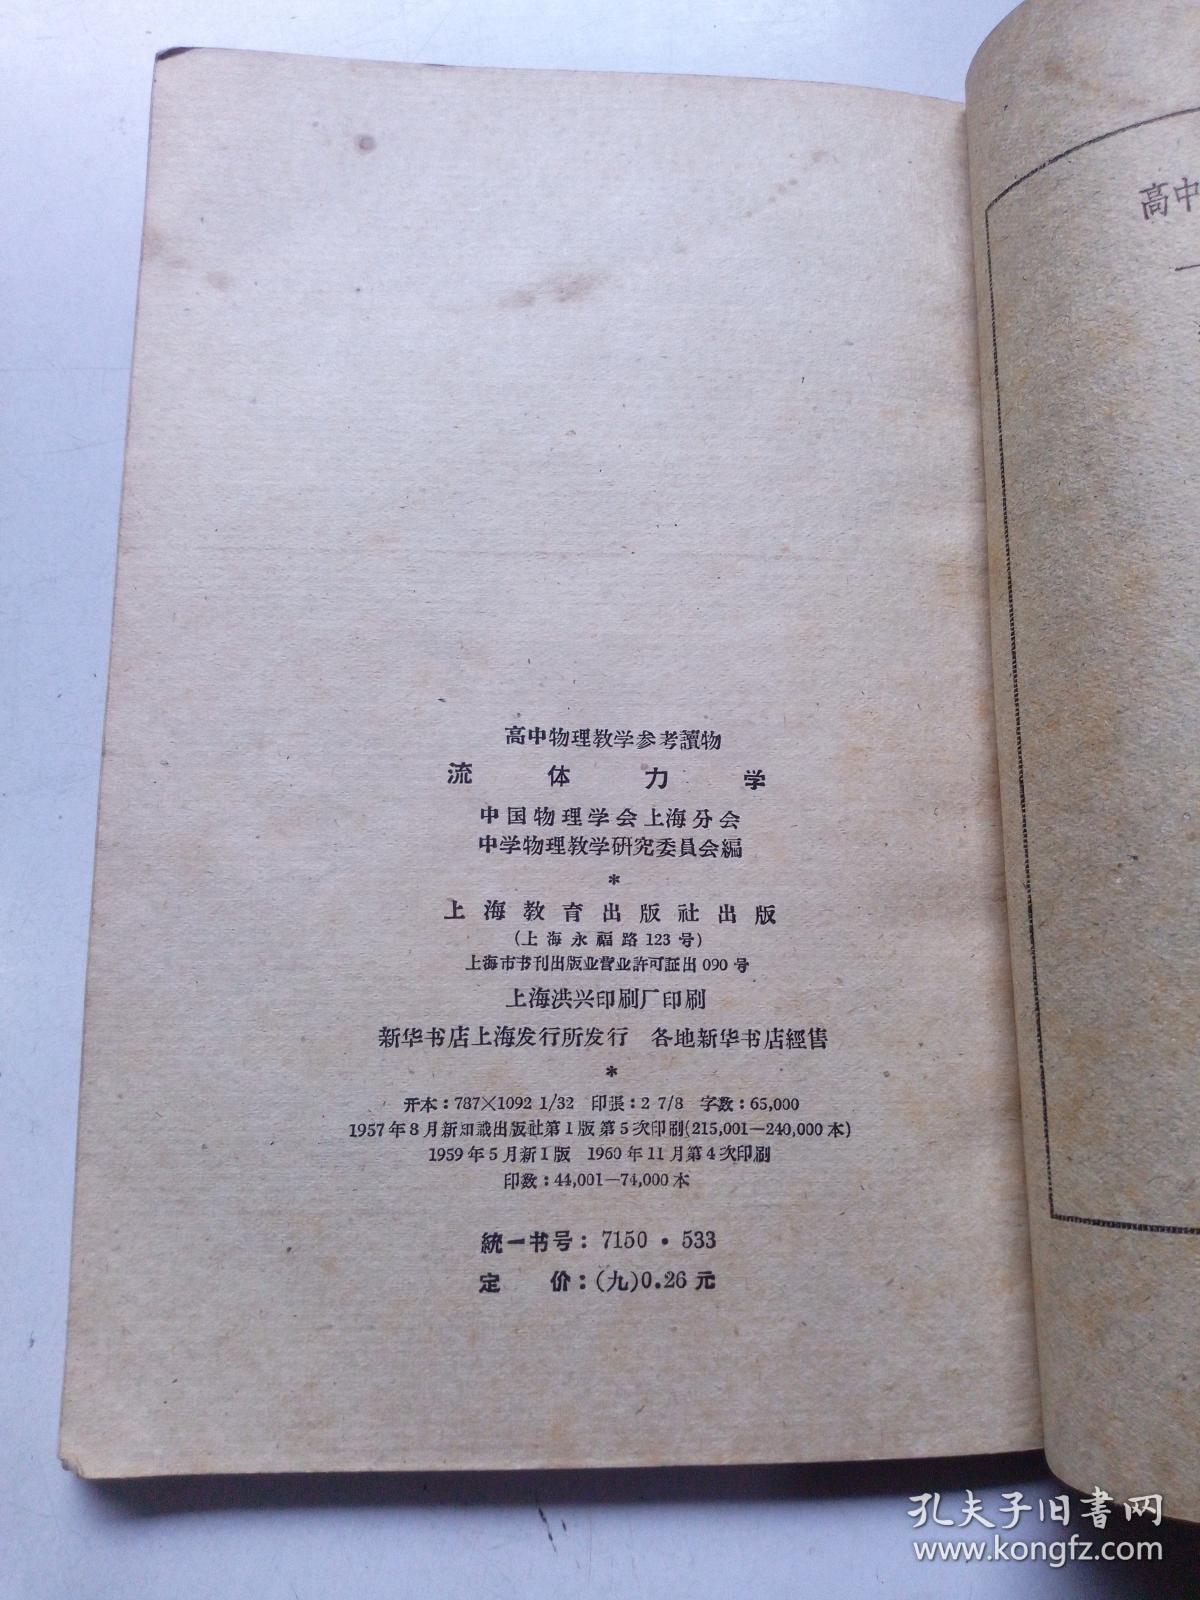 高中物理教学参考讀物
流体力学
中国物理学会上海分会
中学物理教学研究委員会編
*
上海教育出版社出版
(上海永福路123号)
上海市书刊出版业营业許可証出090号
上海洪兴印刷厂印刷
新华书店上海发行所发行 各地新华书店經售
*
开本:787×1092 1/32 印張:2 7/8 字数:65,000
1957年8月新知識出版社第1版第5次印刷(215,001—240,000本)
1959年5月新1版 1960年11月第4次印刷
印数:44,001—74,000本
統一书号:7150·533
定价:(九)0.26元
高中
孔夫子旧書网
www.kongfz.com